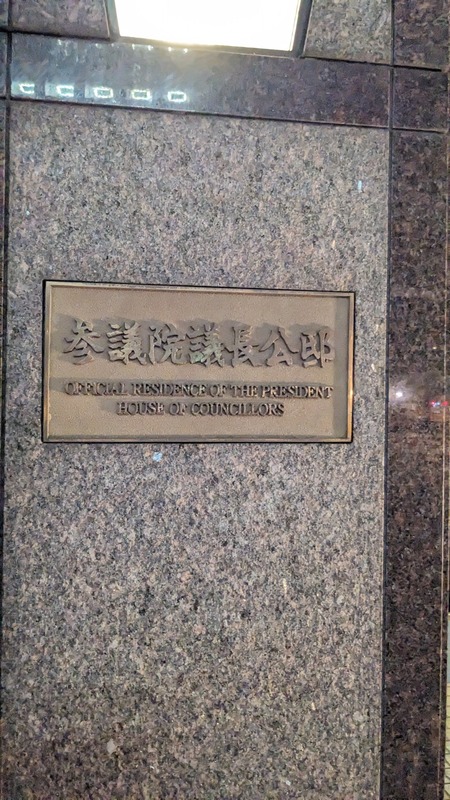 参議院議長公邸
OFFICIAL RESIDENCE OF THE PRESIDENT
HOUSE OF COUNCILLORS